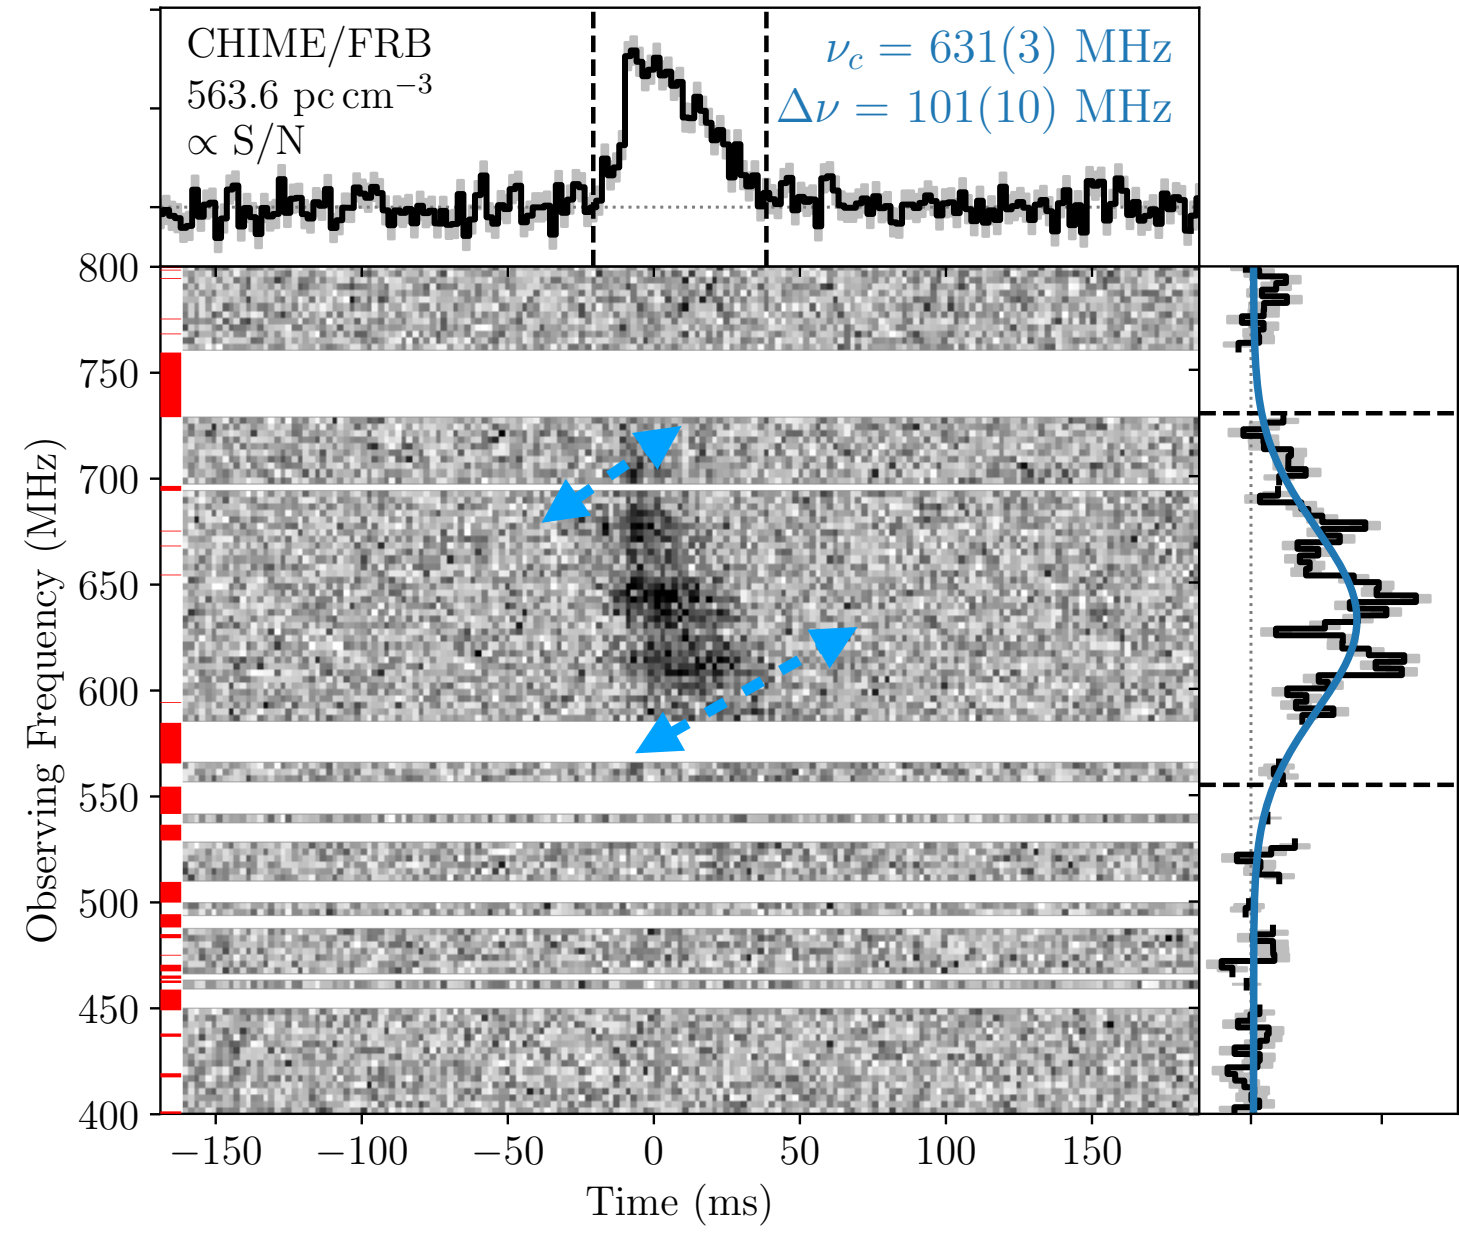 CHIME/FRB
563.6 pc cm⁻³
∝ S/N
ν_c = 631(3) MHz
Δν = 101(10) MHz
800
750
700
650
600
550
500
450
400
Observing Frequency (MHz)
−150
−100
−50
0
50
100
150
Time (ms)